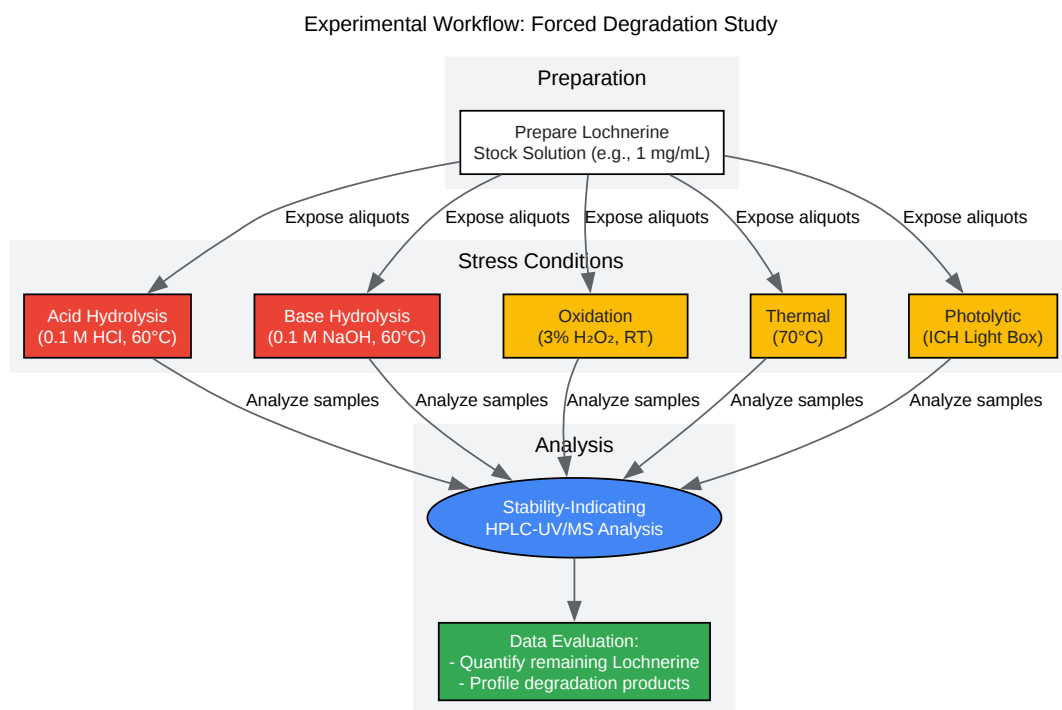 Experimental Workflow: Forced Degradation Study
Preparation
Prepare Lochnerine
Stock Solution (e.g., 1 mg/mL)
Expose aliquots
Expose aliquots
Expose aliquots
Expose aliquots
Expose aliquots
Stress Conditions
Acid Hydrolysis
(0.1 M HCl, 60°C)
Base Hydrolysis
(0.1 M NaOH, 60°C)
Oxidation
(3% H₂O₂, RT)
Thermal
(70°C)
Photolytic
(ICH Light Box)
Analyze samples
Analyze samples
Analyze samples
Analyze samples
Analyze samples
Analysis
Stability-Indicating
HPLC-UV/MS Analysis
Data Evaluation:
- Quantify remaining Lochnerine
- Profile degradation products